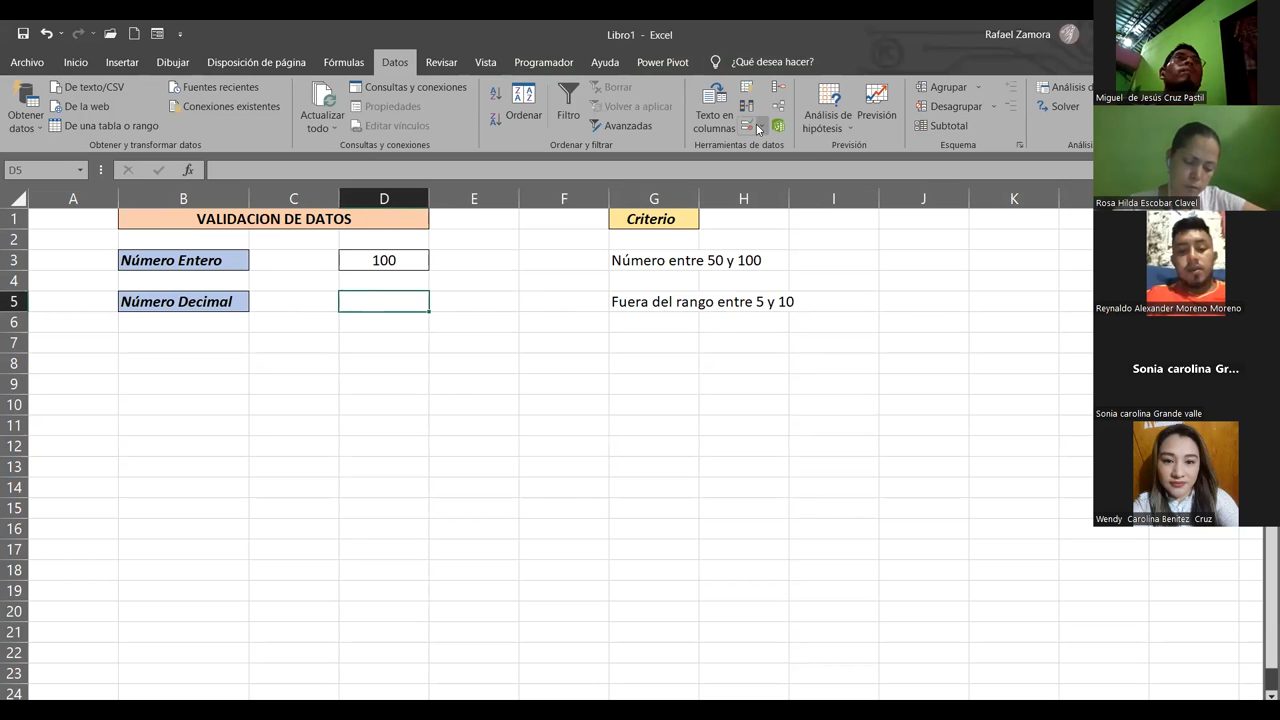 Libro1 - Excel
Rafael Zamora
Archivo Inicio Insertar Dibujar Disposición de página Fórmulas Datos Revisar Vista Programador Ayuda Power Pivot ¿Qué desea hacer?
Obtener datos
De texto/CSV
De la web
De una tabla o rango
Fuentes recientes
Conexiones existentes
Obtener y transformar datos
Actualizar todo
Consultas y conexiones
Propiedades
Editar vínculos
Consultas y conexiones
Ordenar
Filtro
Borrar
Volver a aplicar
Avanzadas
Ordenar y filtrar
Texto en columnas
Herramientas de datos
Análisis de hipótesis
Previsión
Previsión
Agrupar
Desagrupar
Subtotal
Esquema
Análisis d
Solver
Análisi
D5
fx
A B C D E F G H I J K
1 VALIDACION DE DATOS Criterio
2
3 Número Entero 100 Número entre 50 y 100
4
5 Número Decimal Fuera del rango entre 5 y 10
6
7
8
9
10
11
12
13
14
15
16
17
18
19
20
21
22
23
24
Miguel de Jesús Cruz Pastil
Rosa Hilda Escobar Clavel
Reynaldo Alexander Moreno Moreno
Sonia carolina Gr...
Sonia carolina Grande valle
Wendy Carolina Benitez Cruz